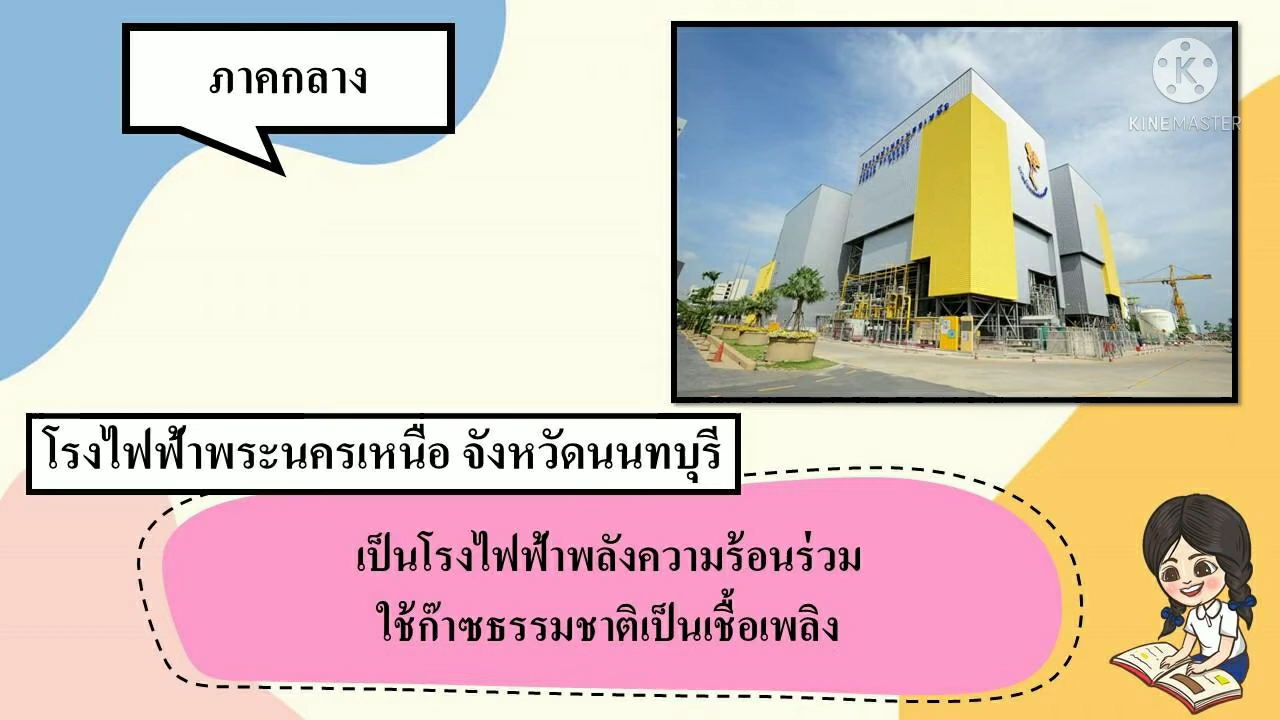 ภาคกลาง
KINEMASTER
โรงไฟฟ้าพระนครเหนือ จังหวัดนนทบุรี
เป็นโรงไฟฟ้าพลังความร้อนร่วม
ใช้ก๊าซธรรมชาติเป็นเชื้อเพลิง